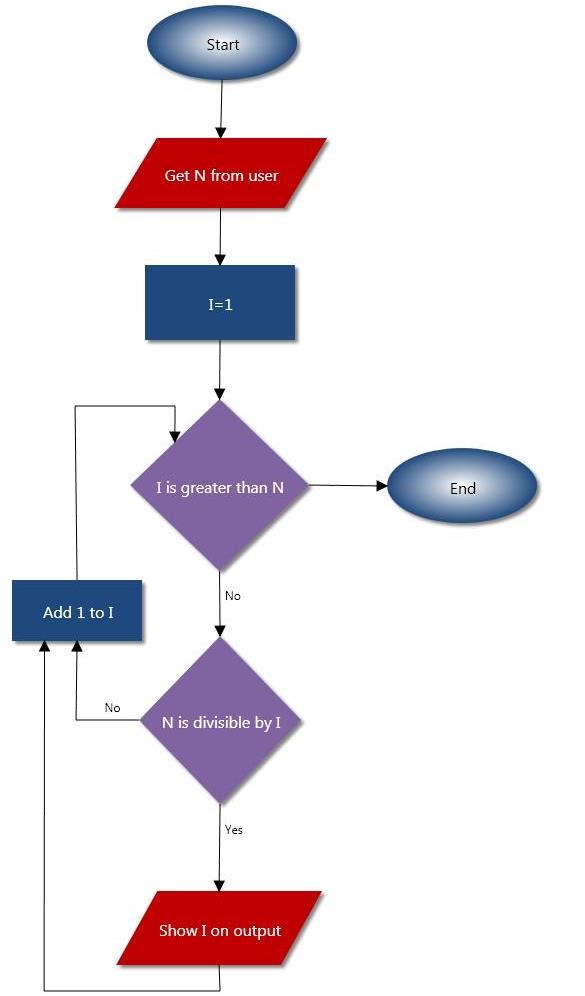 Start
Get N from user
I=1
I is greater than N
End
No
Add 1 to I
No
N is divisible by I
Yes
Show I on output